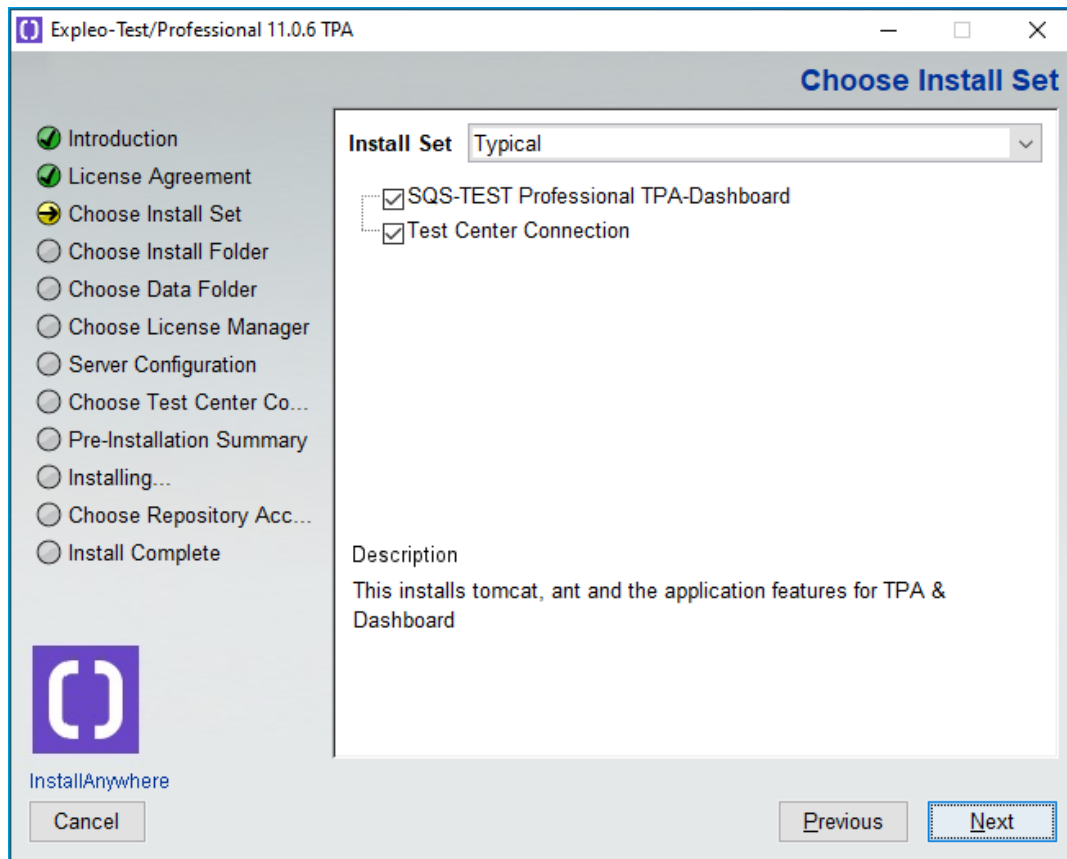 Expleo-Test/Professional 11.0.6 TPA
Choose Install Set
Introduction
License Agreement
Choose Install Set
Choose Install Folder
Choose Data Folder
Choose License Manager
Server Configuration
Choose Test Center Co...
Pre-Installation Summary
Installing...
Choose Repository Acc...
Install Complete
Install Set Typical
SQS-TEST Professional TPA-Dashboard
Test Center Connection
Description
This installs tomcat, ant and the application features for TPA &
Dashboard
InstallAnywhere
Cancel
Previous
Next